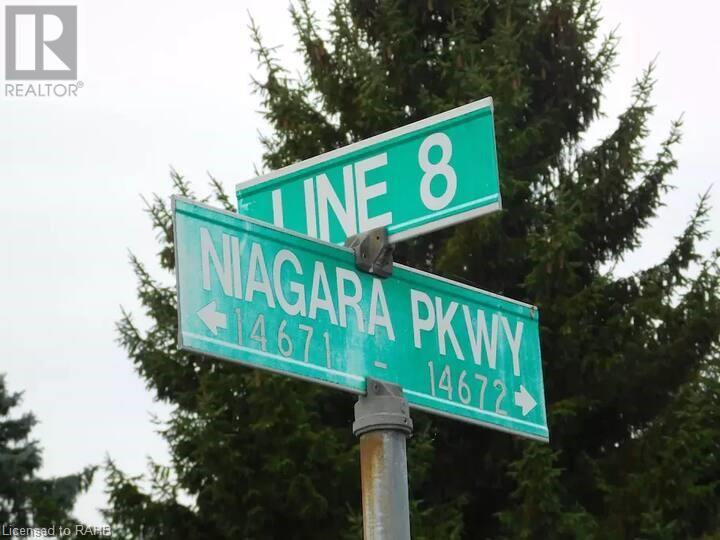 REALTOR®
LINE 8
NIAGARA PKWY
14671 - 14672
Licensed to RAHB